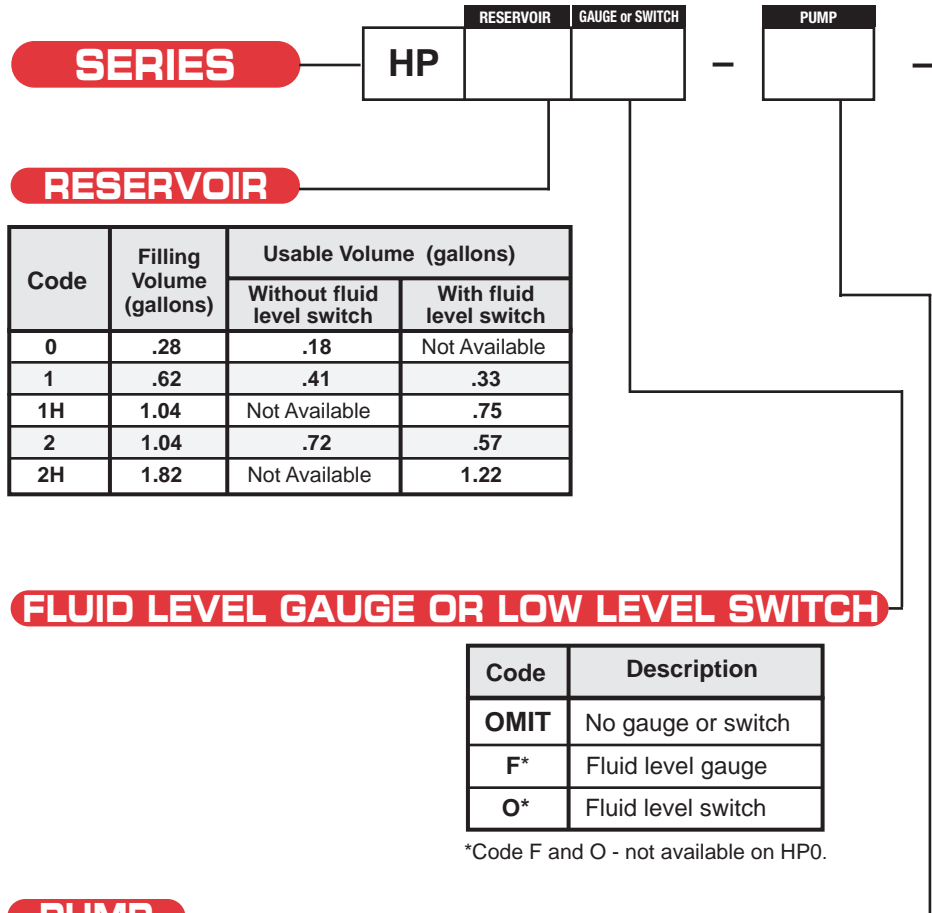 RESERVOIR GAUGE or SWITCH PUMP
SERIES HP – –
RESERVOIR
Code Filling Volume (gallons) Usable Volume (gallons)
Without fluid level switch With fluid level switch
0 .28 .18 Not Available
1 .62 .41 .33
1H 1.04 Not Available .75
2 1.04 .72 .57
2H 1.82 Not Available 1.22
FLUID LEVEL GAUGE OR LOW LEVEL SWITCH
Code Description
OMIT No gauge or switch
F* Fluid level gauge
O* Fluid level switch
*Code F and O - not available on HP0.
PUMP